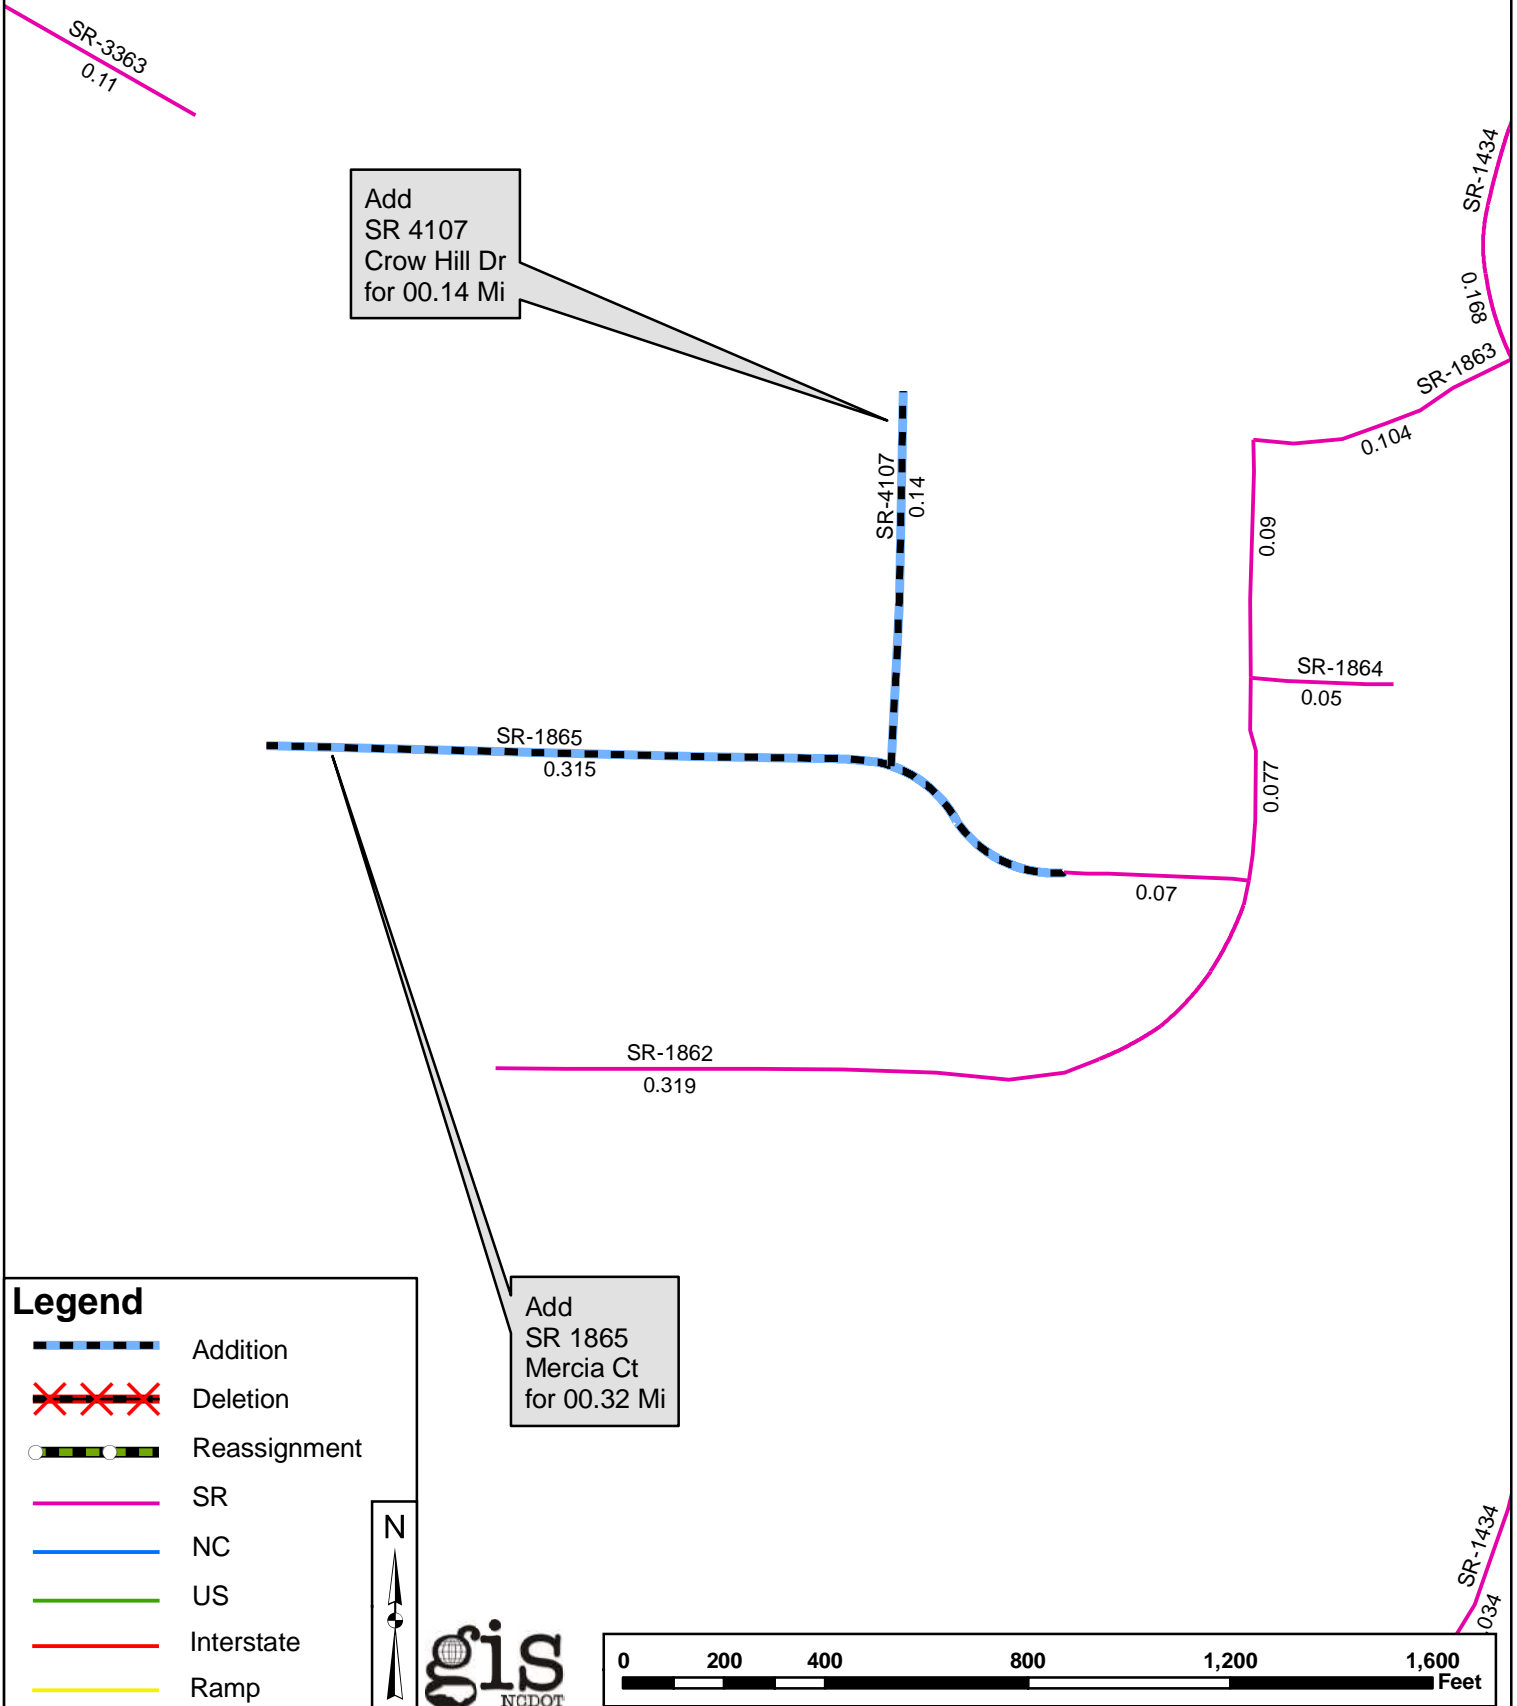 SR-3363
0.11
SR-1434
0.168
Add
SR 4107
Crow Hill Dr
for 00.14 Mi
SR-1863
0.104
SR-4107
0.14
0.09
SR-1864
0.05
SR-1865
0.315
0.077
0.07
SR-1862
0.319
Add
SR 1865
Mercia Ct
for 00.32 Mi
Legend
Addition
Deletion
Reassignment
SR
NC
US
Interstate
Ramp
N
gis
NCDOT
SR-1434
.034
0 200 400 800 1,200 1,600
Feet